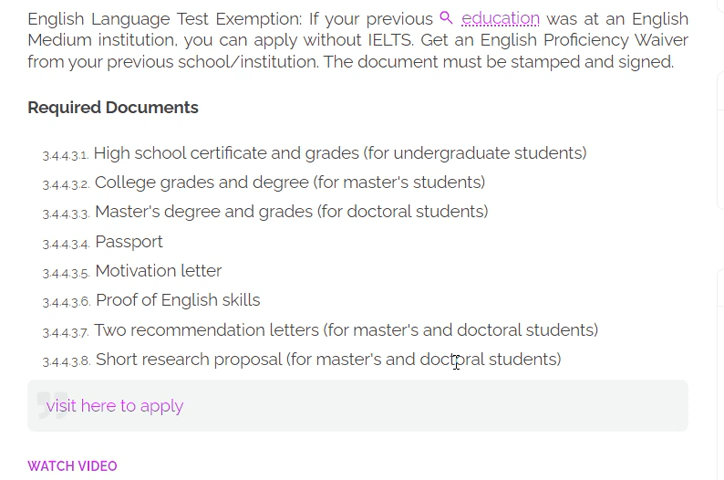 English Language Test Exemption: If your previous education was at an English
Medium institution, you can apply without IELTS. Get an English Proficiency Waiver
from your previous school/institution. The document must be stamped and signed.
Required Documents
3.4.4.3.1. High school certificate and grades (for undergraduate students)
3.4.4.3.2. College grades and degree (for master's students)
3.4.4.3.3. Master's degree and grades (for doctoral students)
3.4.4.3.4. Passport
3.4.4.3.5. Motivation letter
3.4.4.3.6. Proof of English skills
3.4.4.3.7. Two recommendation letters (for master's and doctoral students)
3.4.4.3.8. Short research proposal (for master's and doctoral students)
visit here to apply
WATCH VIDEO